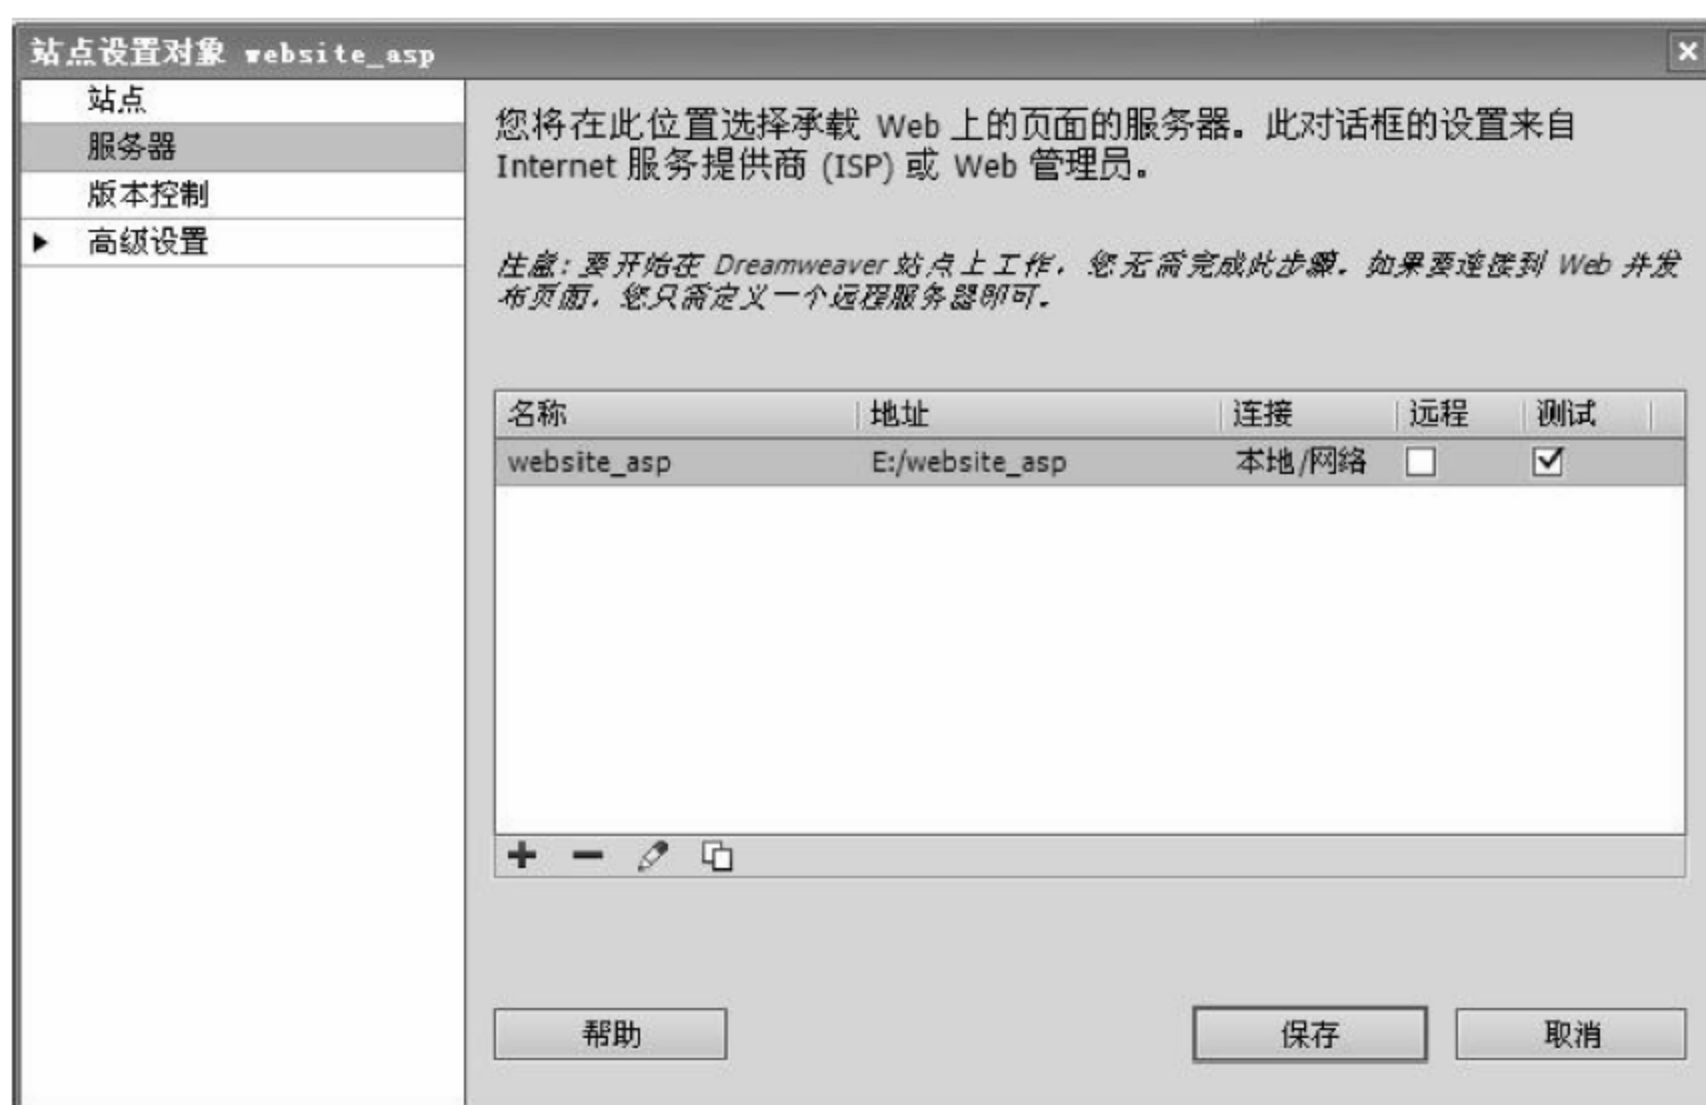 站点设置对象 website_asp
站点
服务器
版本控制
高级设置
您将在此位置选择承载 Web 上的页面的服务器。此对话框的设置来自
Internet 服务提供商 (ISP) 或 Web 管理员。
注意: 要开始在 Dreamweaver 站点上工作，您无需完成此步骤。如果要连接到 Web 并发
布页面，您只需定义一个远程服务器即可。
名称 地址 连接 远程 测试
website_asp E:/website_asp 本地/网络
帮助 保存 取消